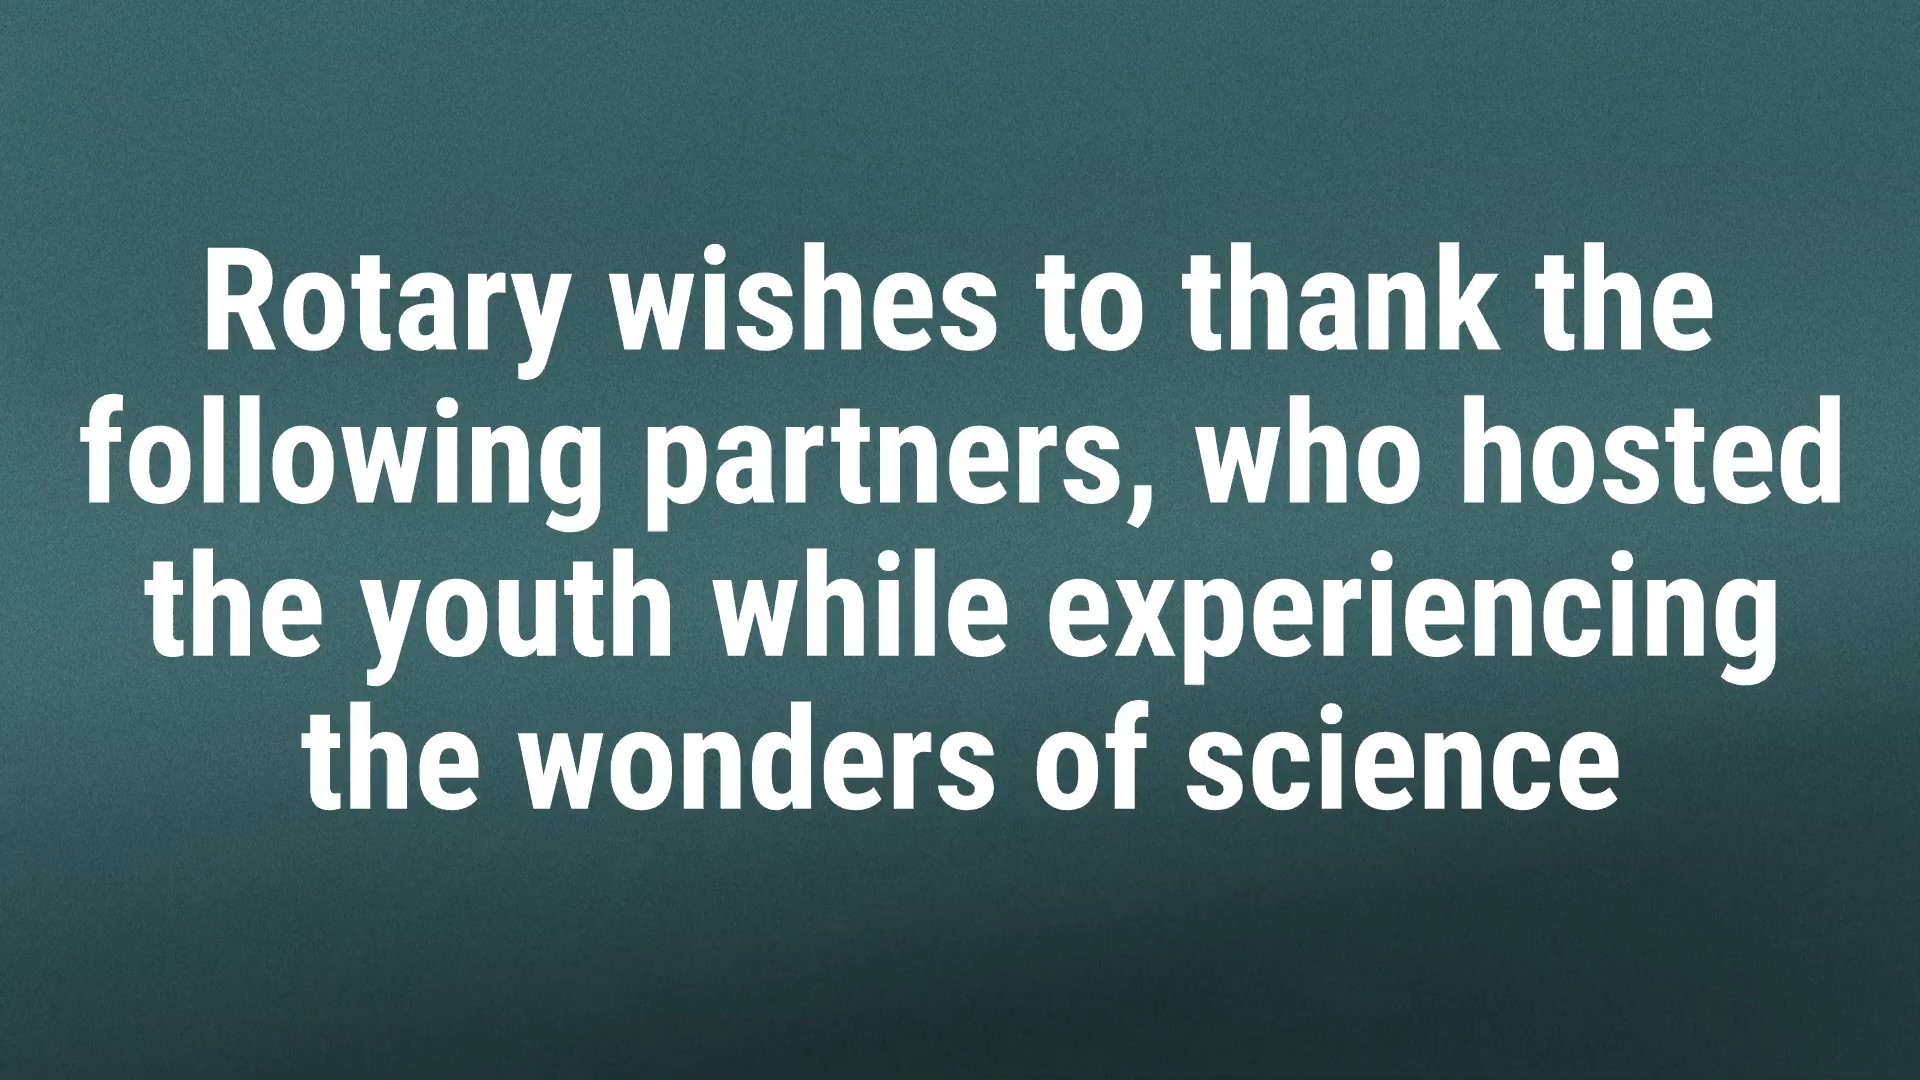 Rotary wishes to thank the
following partners, who hosted
the youth while experiencing
the wonders of science